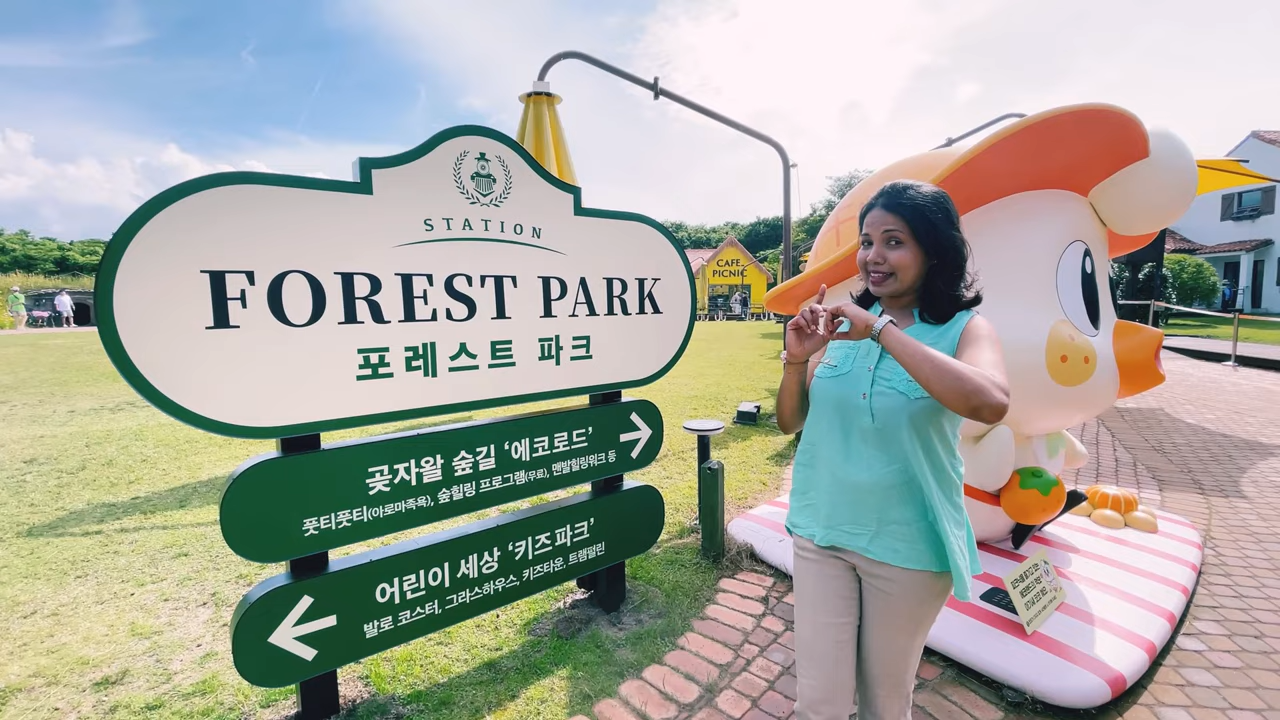 STATION
FOREST PARK
포레스트 파크
곶자왈 숲길 '에코로드'
풋티풋티(아로마족욕), 숲힐링 프로그램(무료), 맨발힐링워크 등
어린이 세상 '키즈파크'
발로 코스터, 그라스하우스, 키즈타운, 트램펄린
CAFE
PICNIC